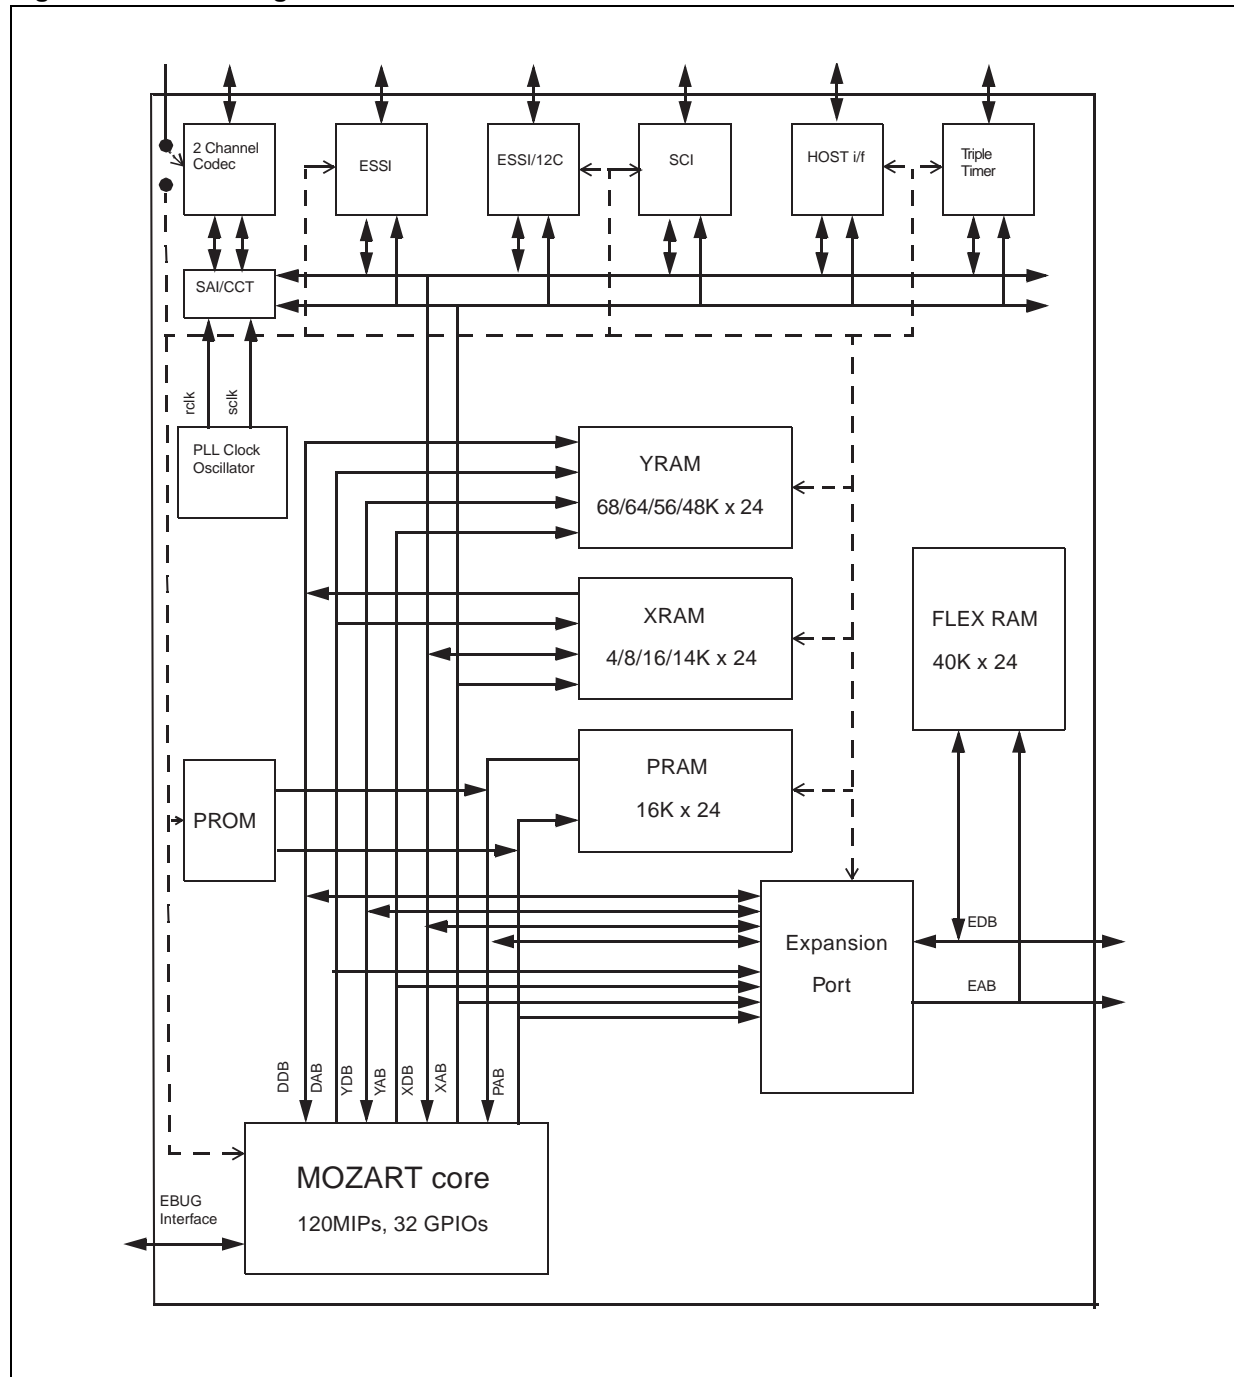 2 Channel
Codec
ESSI
ESSI/12C
SCI
HOST i/f
Triple
Timer
SAI/CCT
rclk
sclk
PLL Clock
Oscillator
YRAM
68/64/56/48K x 24
XRAM
4/8/16/14K x 24
FLEX RAM
40K x 24
PRAM
16K x 24
PROM
Expansion
Port
EDB
EAB
DDB
DAB
YDB
YAB
XDB
XAB
PAB
MOZART core
120MIPs, 32 GPIOs
EBUG
Interface